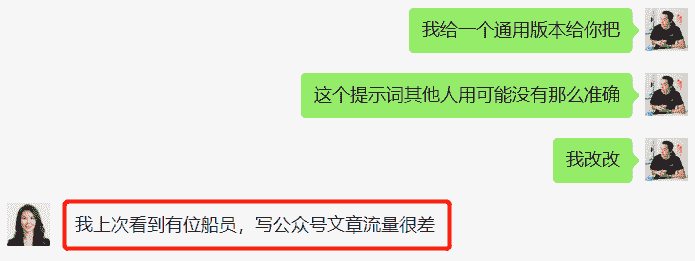 我给一个通用版本给你把
这个提示词其他人用可能没有那么准确
我改改
我上次看到有位船员，写公众号文章流量很差